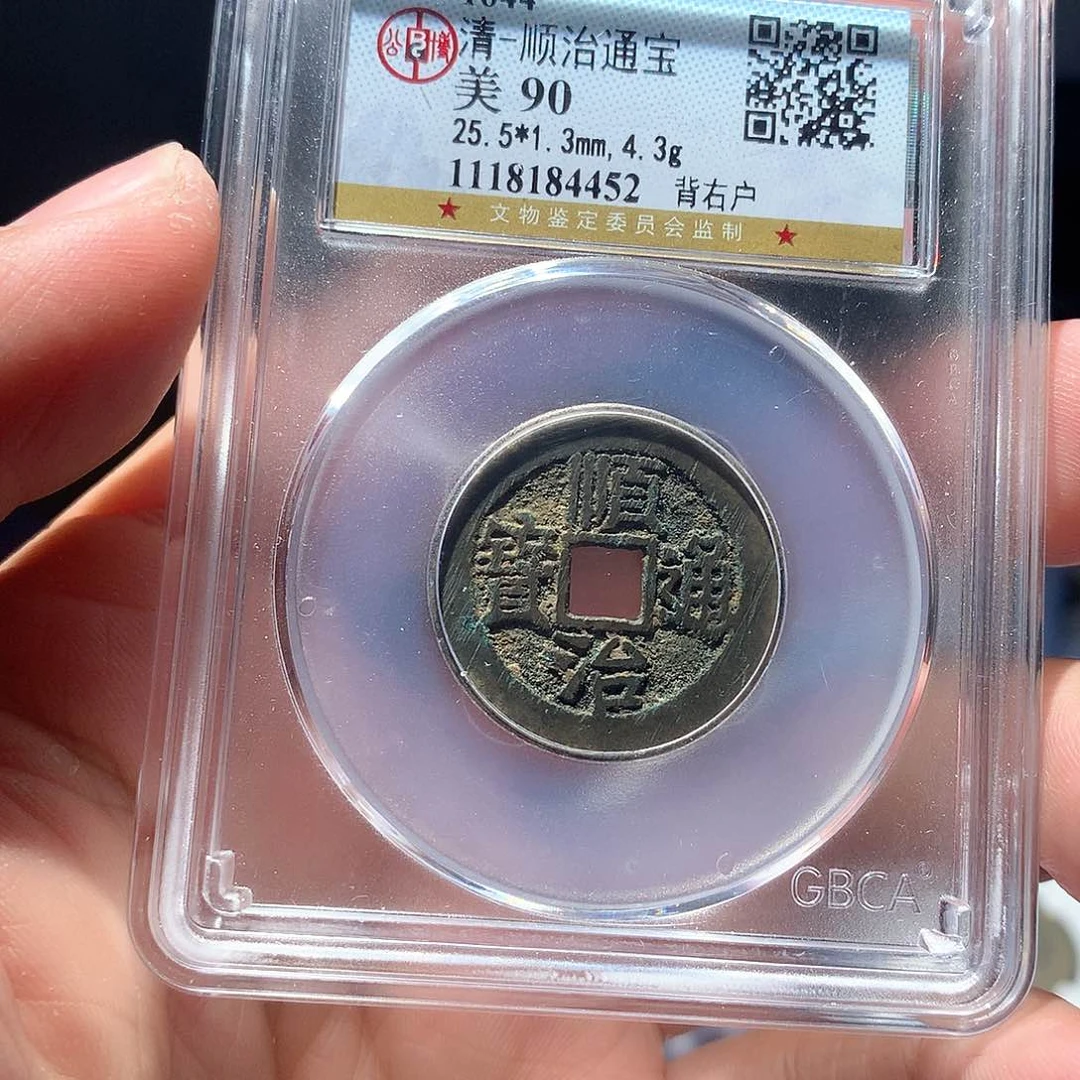 1644
清-顺治通宝
美 90
25.5*1.3mm, 4.3g
1118184452 背右户
★ 文物鉴定委员会监制 ★
順治通寶
GBCA